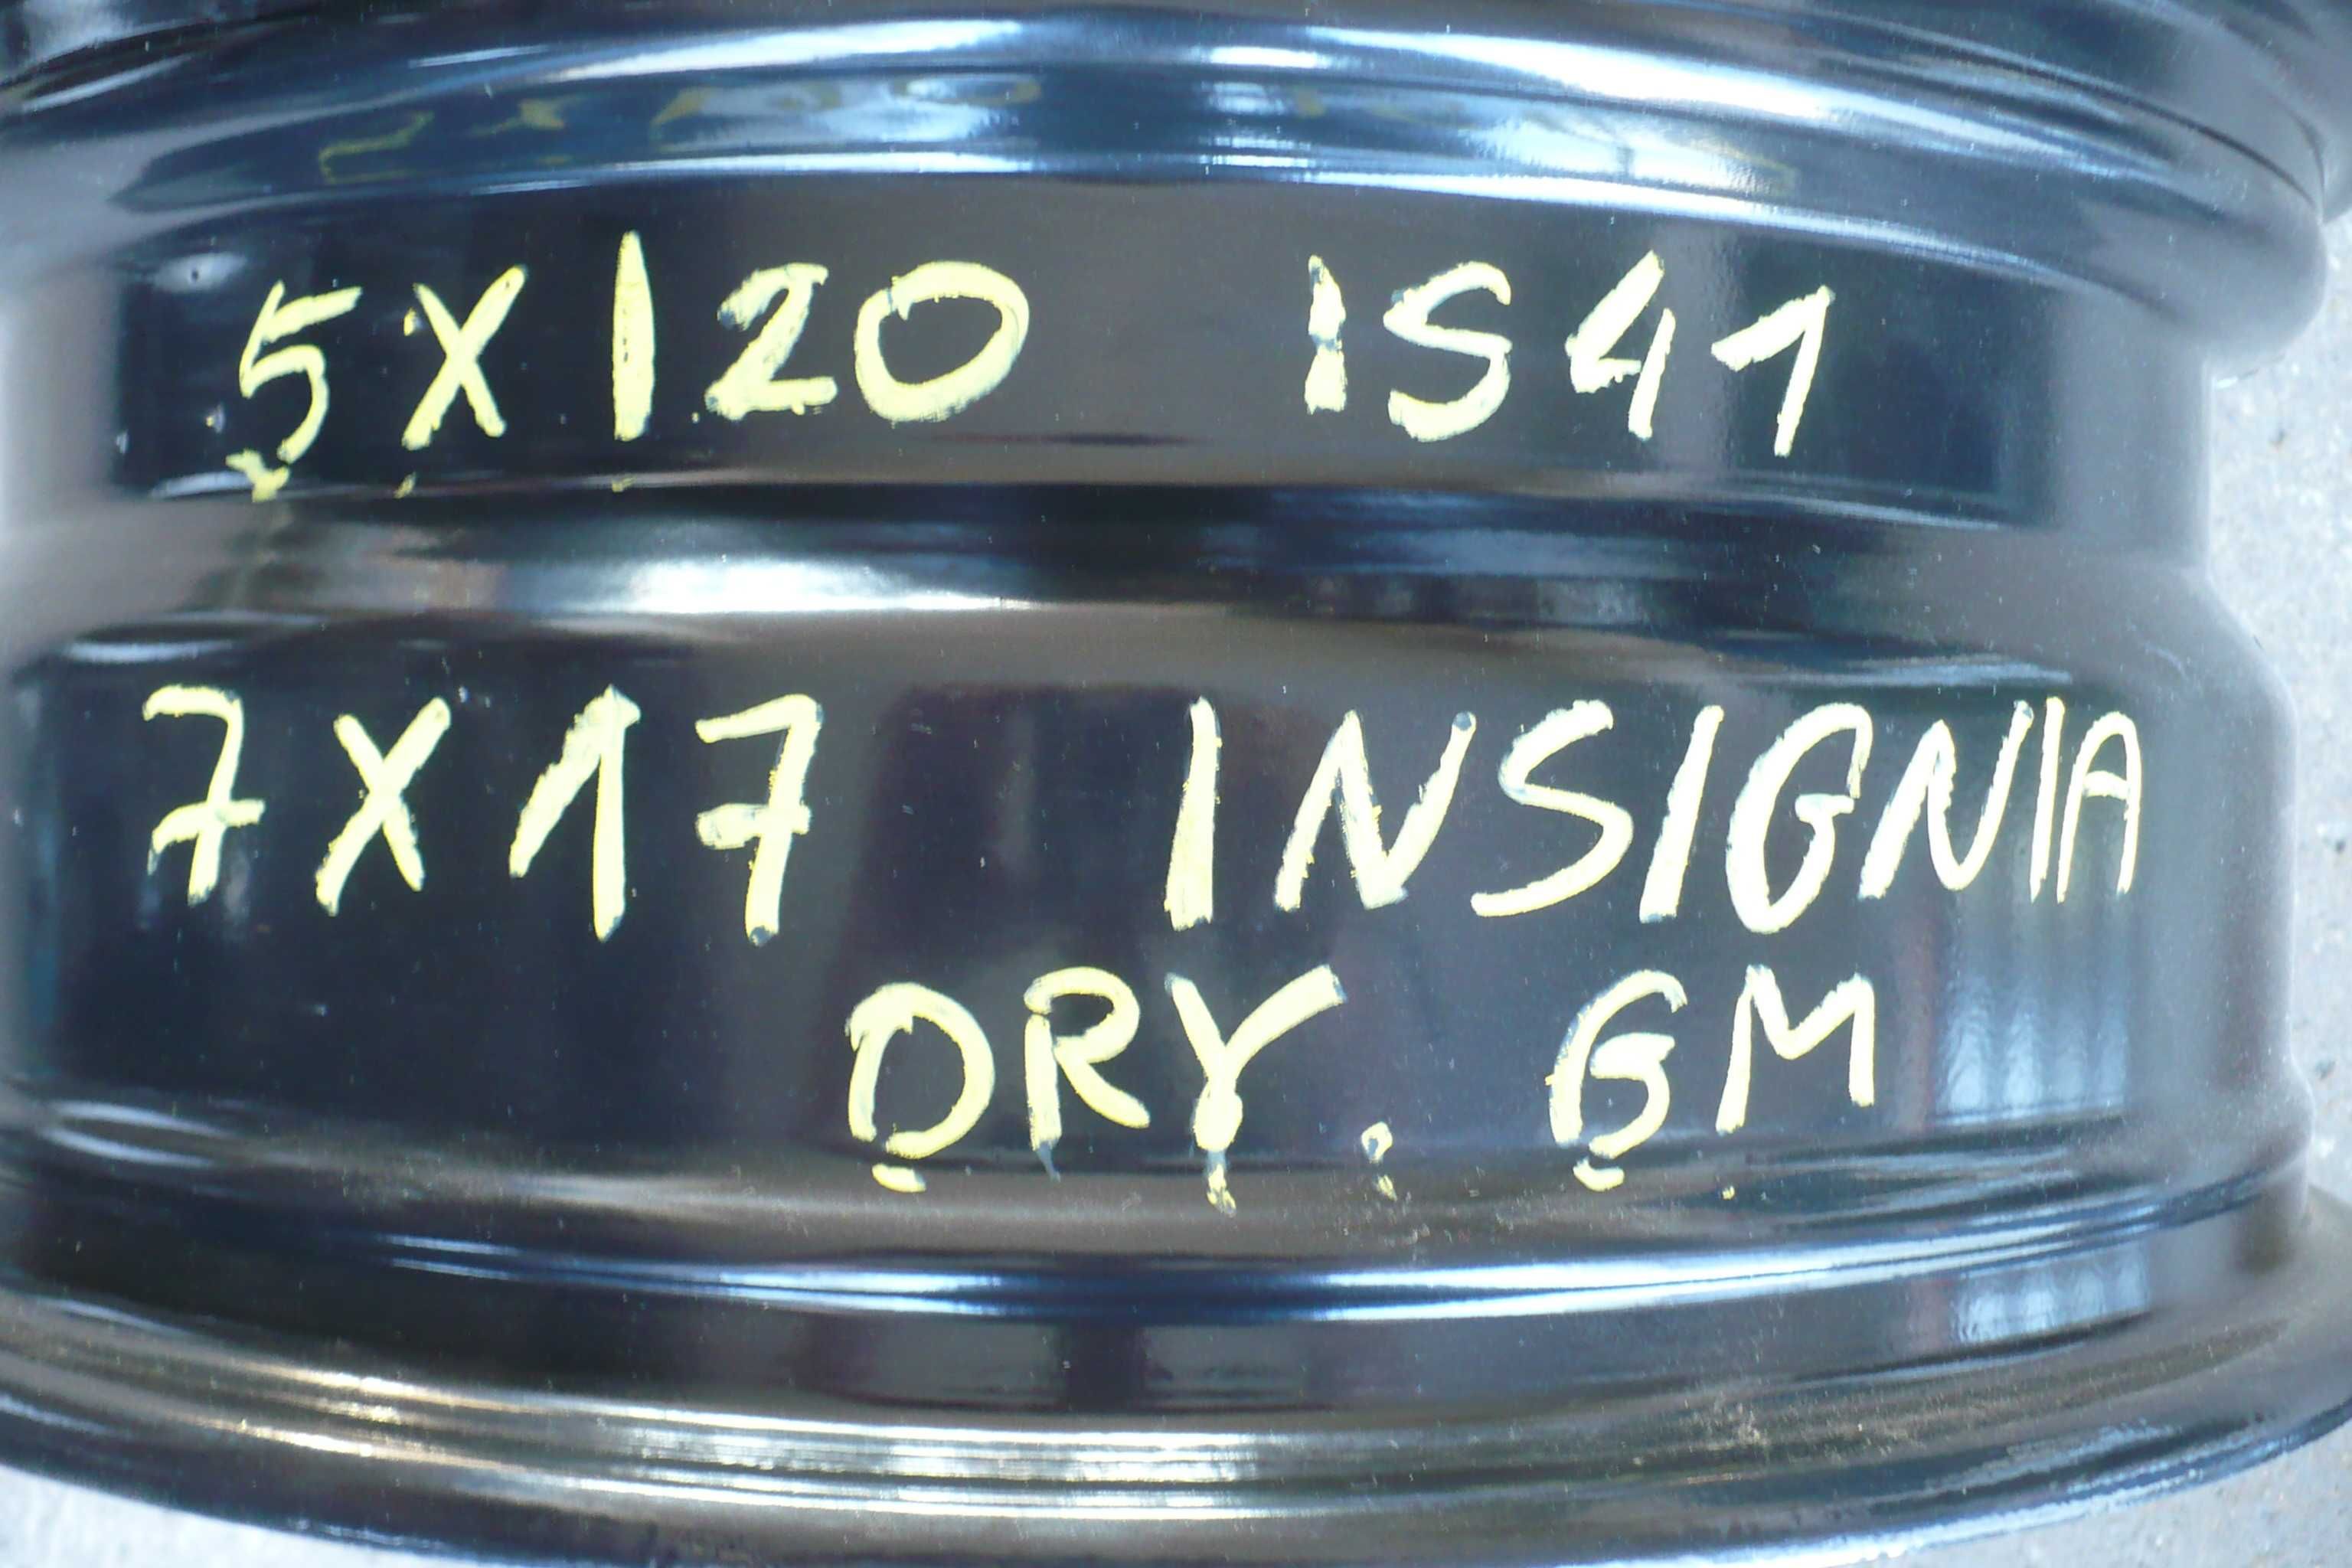 5X120 IS41
7X17 INSIGNIA
ORY. GM